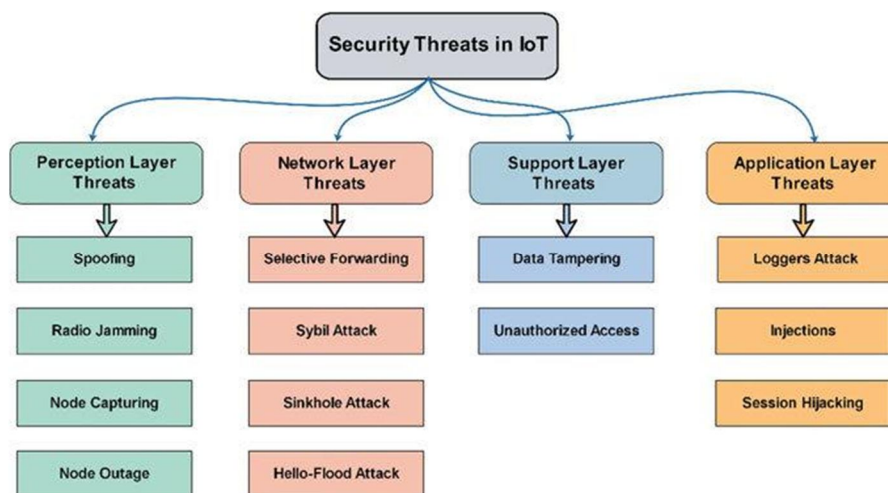 Security Threats in IoT
Perception Layer
Threats
Network Layer
Threats
Support Layer
Threats
Application Layer
Threats
Spoofing
Selective Forwarding
Data Tampering
Loggers Attack
Radio Jamming
Sybil Attack
Unauthorized Access
Injections
Node Capturing
Sinkhole Attack
Session Hijacking
Node Outage
Hello-Flood Attack